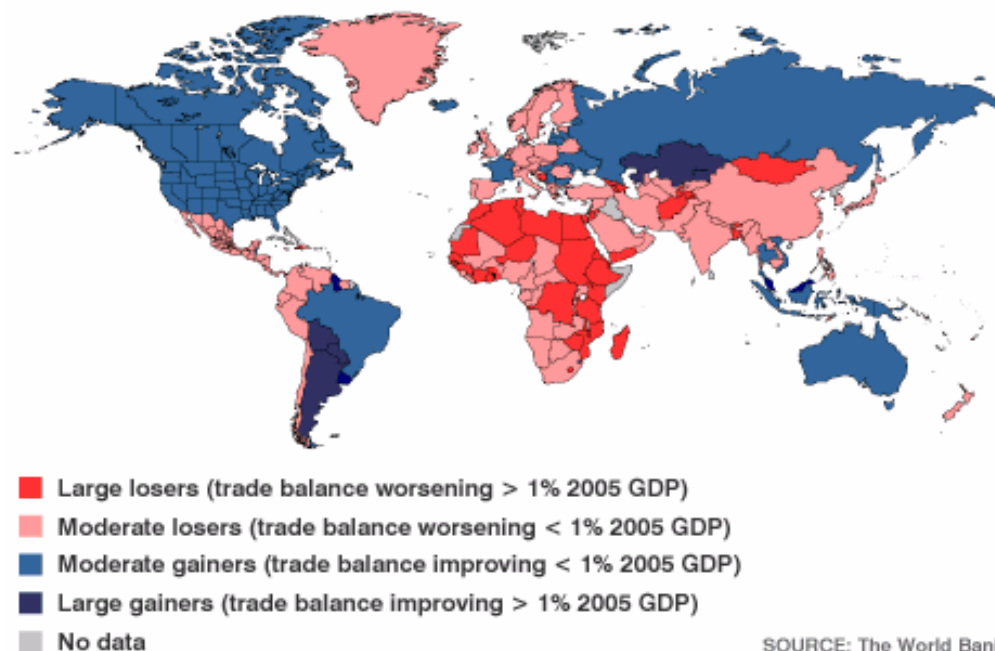 Large losers (trade balance worsening > 1% 2005 GDP)
Moderate losers (trade balance worsening < 1% 2005 GDP)
Moderate gainers (trade balance improving < 1% 2005 GDP)
Large gainers (trade balance improving > 1% 2005 GDP)
No data
SOURCE: The World Bank